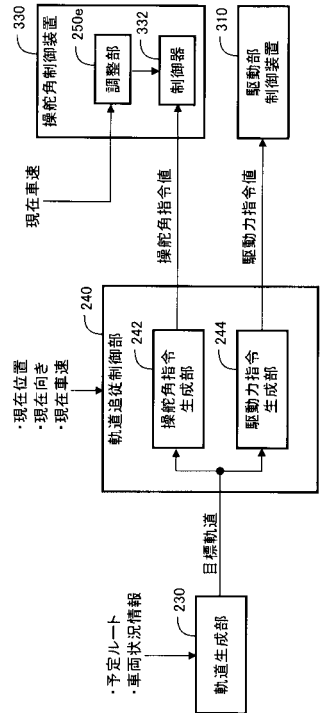 ・予定ルート
・車両状況情報
230
軌道生成部
目標軌道
・現在位置
・現在向き
・現在車速
240
軌道追従制御部
242
操舵角指令
生成部
244
駆動力指令
生成部
操舵角指令値
駆動力指令値
現在車速
330
操舵角制御装置
250e
調整部
332
制御器
310
駆動部
制御装置